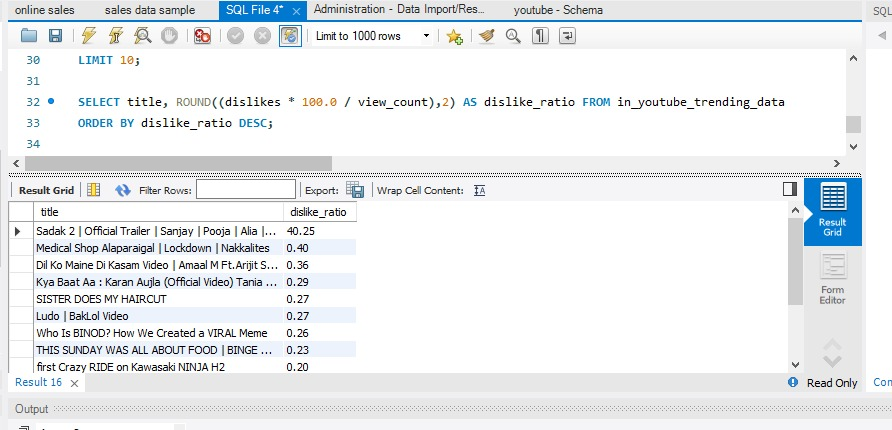 online sales
sales data sample
SQL File 4*
Administration - Data Import/Res...
youtube - Schema
SQL
Limit to 1000 rows
30 LIMIT 10;
31
32 SELECT title, ROUND((dislikes * 100.0 / view_count),2) AS dislike_ratio FROM in_youtube_trending_data
33 ORDER BY dislike_ratio DESC;
34
Result Grid Filter Rows: Export: Wrap Cell Content:
title dislike_ratio
Sadak 2 | Official Trailer | Sanjay | Pooja | Alia |... 40.25
Medical Shop Alaparaigal | Lockdown | Nakkalites 0.40
Dil Ko Maine Di Kasam Video | Amaal M Ft.Arijit S... 0.36
Kya Baat Aa : Karan Aujla (Official Video) Tania ... 0.29
SISTER DOES MY HAIRCUT 0.27
Ludo | BakLol Video 0.27
Who Is BINOD? How We Created a VIRAL Meme 0.26
THIS SUNDAY WAS ALL ABOUT FOOD | BINGE ... 0.23
first Crazy RIDE on Kawasaki NINJA H2 0.20
Result
Grid
Form
Editor
Result 16
Read Only
Con
Output